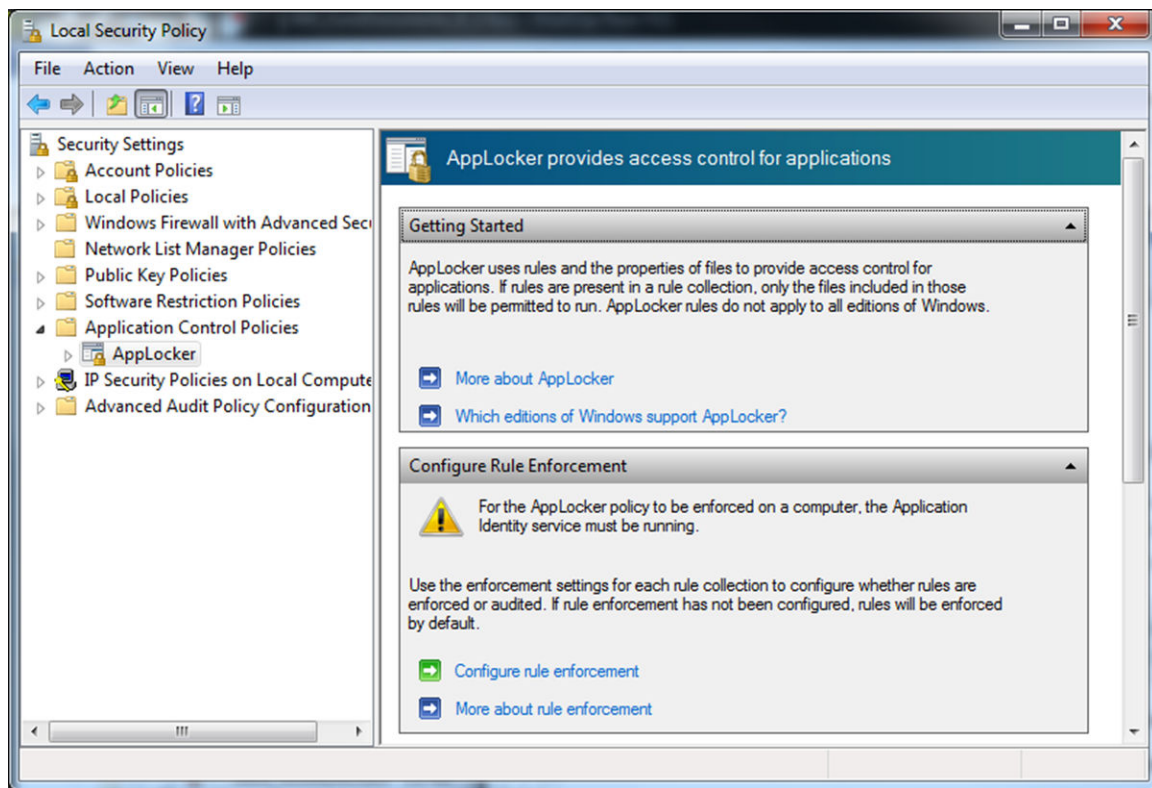 Local Security Policy
File Action View Help
Security Settings
Account Policies
Local Policies
Windows Firewall with Advanced Secu
Network List Manager Policies
Public Key Policies
Software Restriction Policies
Application Control Policies
AppLocker
IP Security Policies on Local Compute
Advanced Audit Policy Configuration
AppLocker provides access control for applications
Getting Started
AppLocker uses rules and the properties of files to provide access control for
applications. If rules are present in a rule collection, only the files included in those
rules will be permitted to run. AppLocker rules do not apply to all editions of Windows.
More about AppLocker
Which editions of Windows support AppLocker?
Configure Rule Enforcement
For the AppLocker policy to be enforced on a computer, the Application
Identity service must be running.
Use the enforcement settings for each rule collection to configure whether rules are
enforced or audited. If rule enforcement has not been configured, rules will be enforced
by default.
Configure rule enforcement
More about rule enforcement